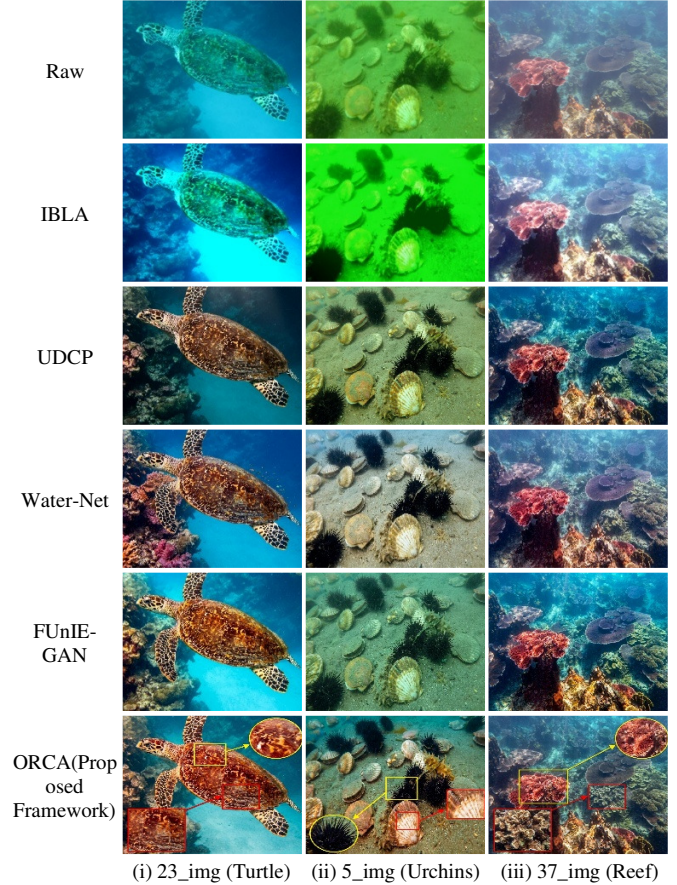 Raw
IBLA
UDCP
Water-Net
FUnIE-
GAN
ORCA(Prop
osed
Framework)
(i) 23_img (Turtle)
(ii) 5_img (Urchins)
(iii) 37_img (Reef)